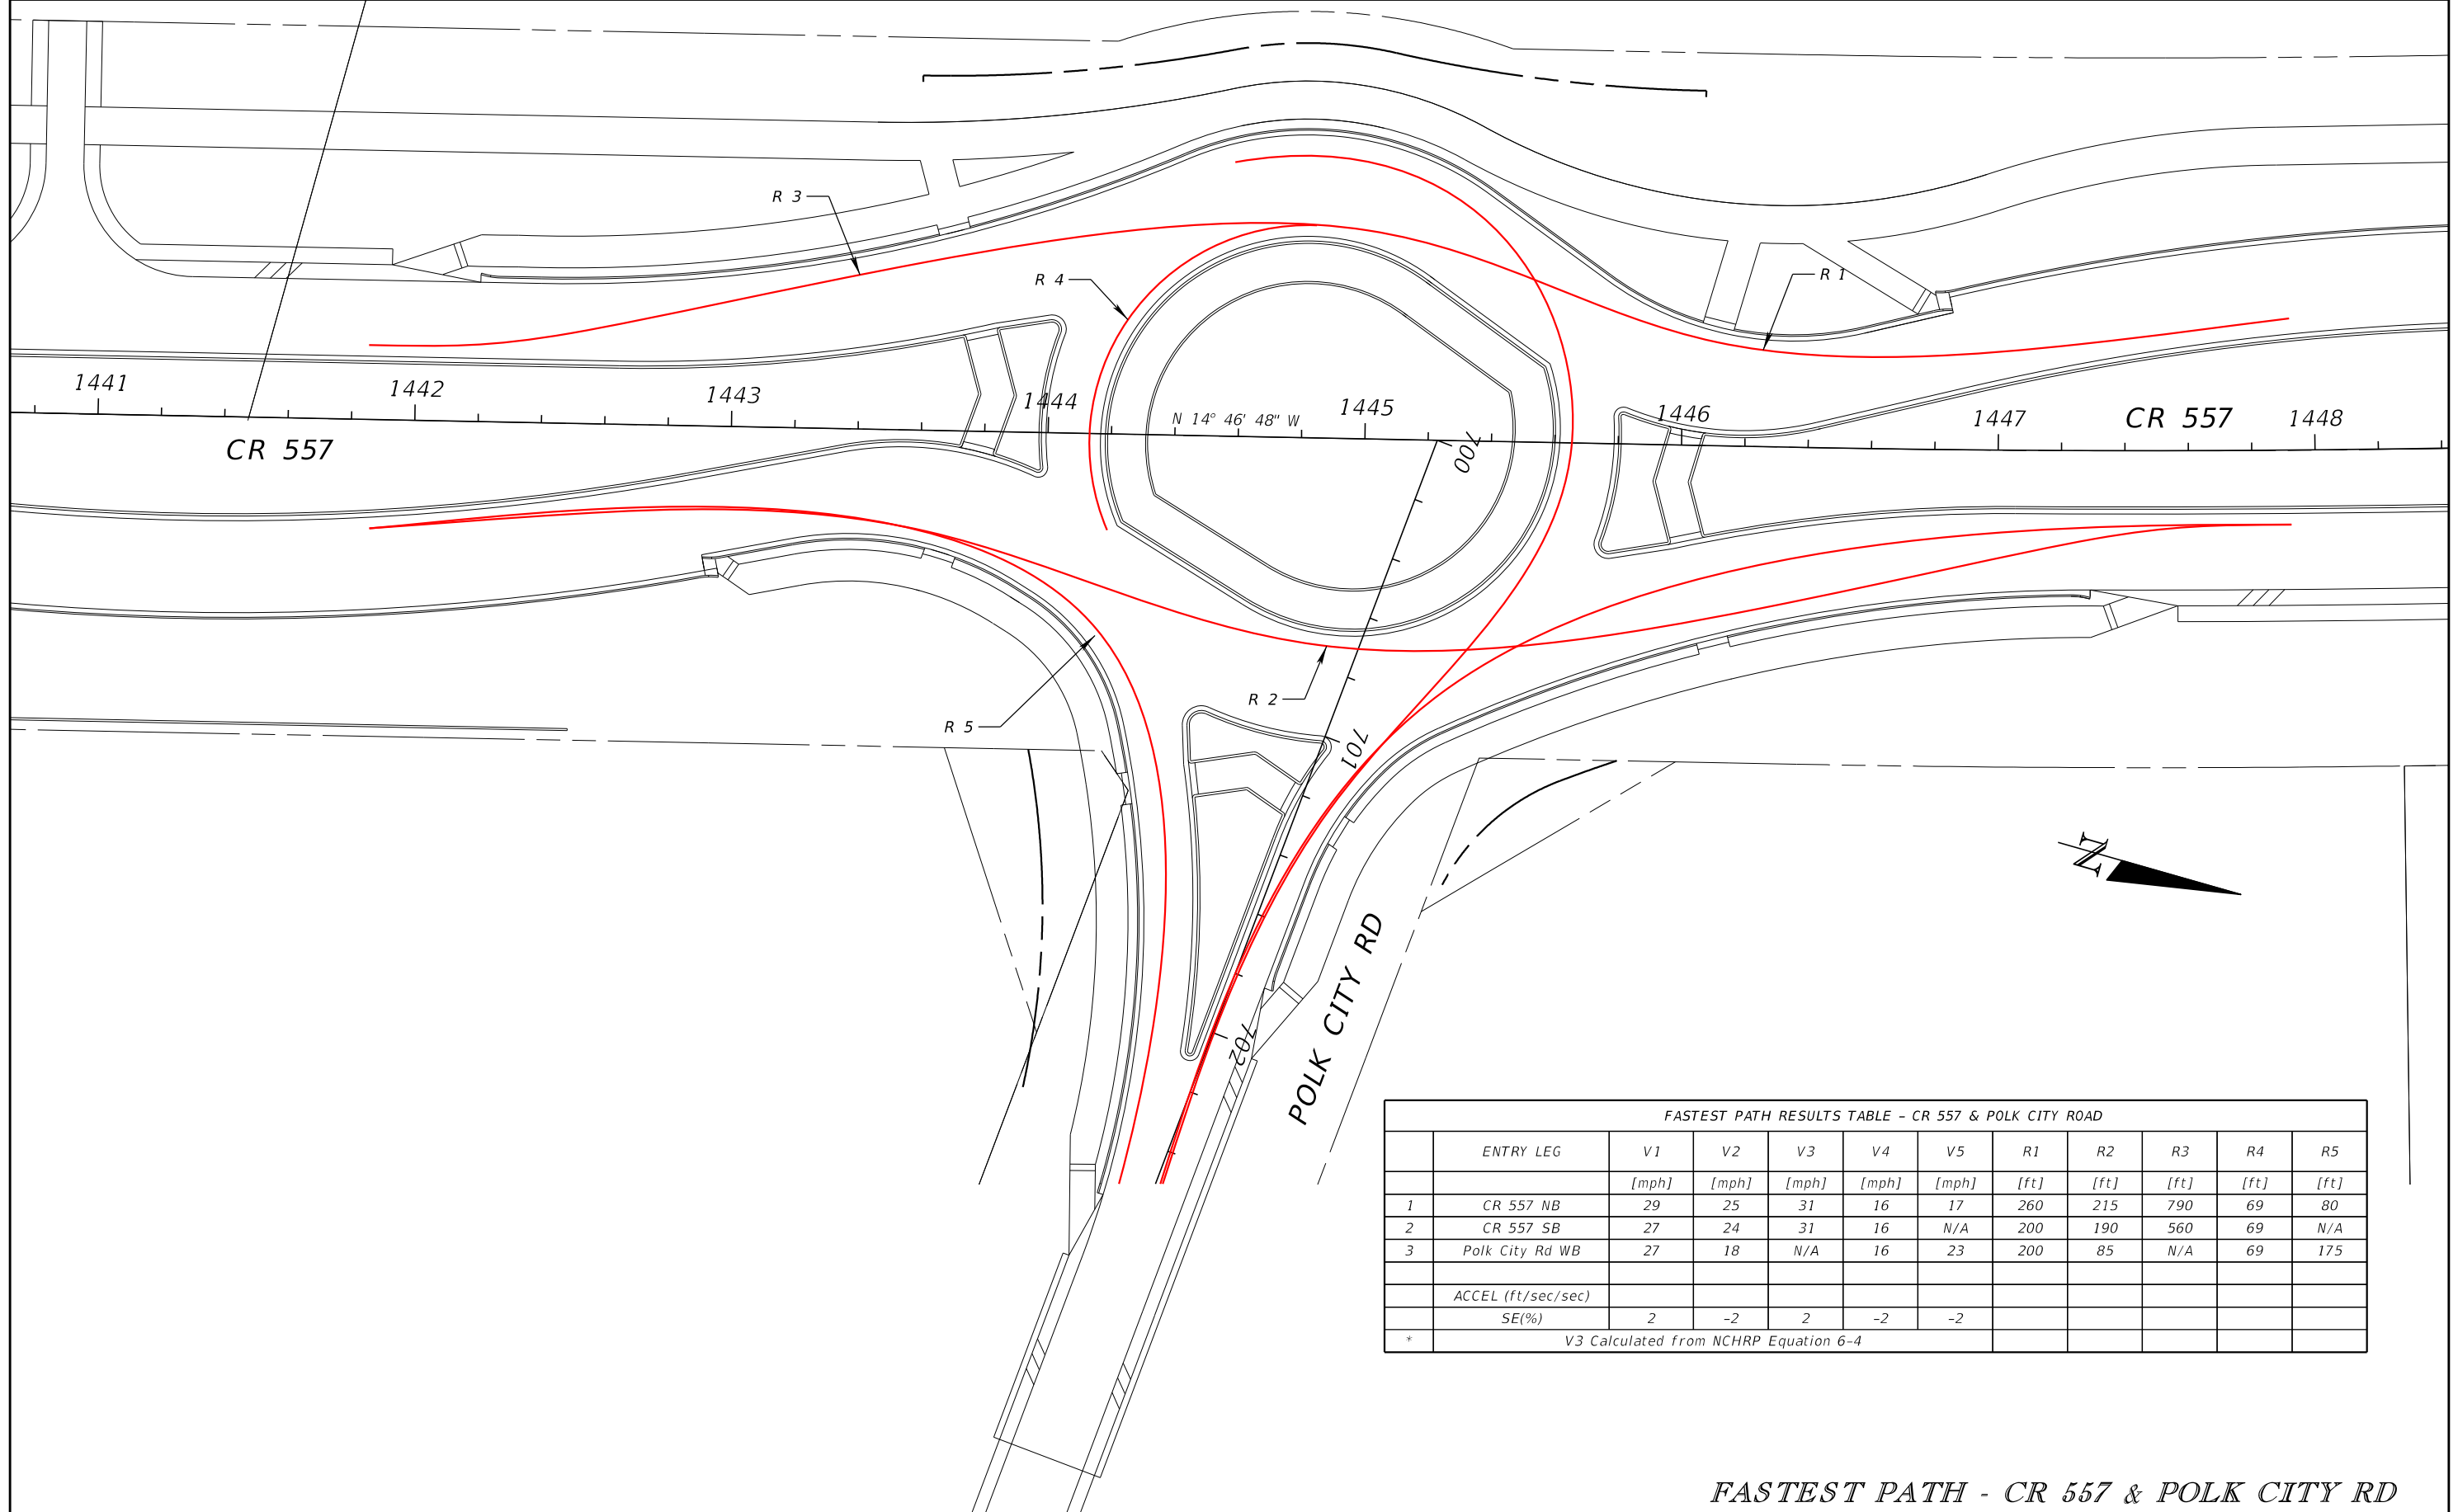 R 3
R 4
R 1
1441
1442
1443
1444
N 14° 46' 48" W
1445
1446
1447
CR 557
1448
CR 557
700
R 2
R 5
701
N
POLK CITY RD
702
FASTEST PATH RESULTS TABLE - CR 557 & POLK CITY ROAD
ENTRY LEG V1 V2 V3 V4 V5 R1 R2 R3 R4 R5
[mph] [mph] [mph] [mph] [mph] [ft] [ft] [ft] [ft] [ft]
1 CR 557 NB 29 25 31 16 17 260 215 790 69 80
2 CR 557 SB 27 24 31 16 N/A 200 190 560 69 N/A
3 Polk City Rd WB 27 18 N/A 16 23 200 85 N/A 69 175
ACCEL (ft/sec/sec)
SE(%) 2 -2 2 -2 -2
* V3 Calculated from NCHRP Equation 6-4
FASTEST PATH - CR 557 & POLK CITY RD